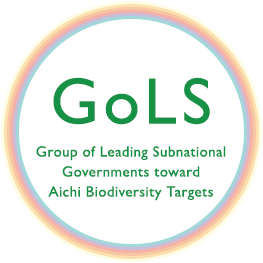 GoLS
Group of Leading Subnational
Governments toward
Aichi Biodiversity Targets